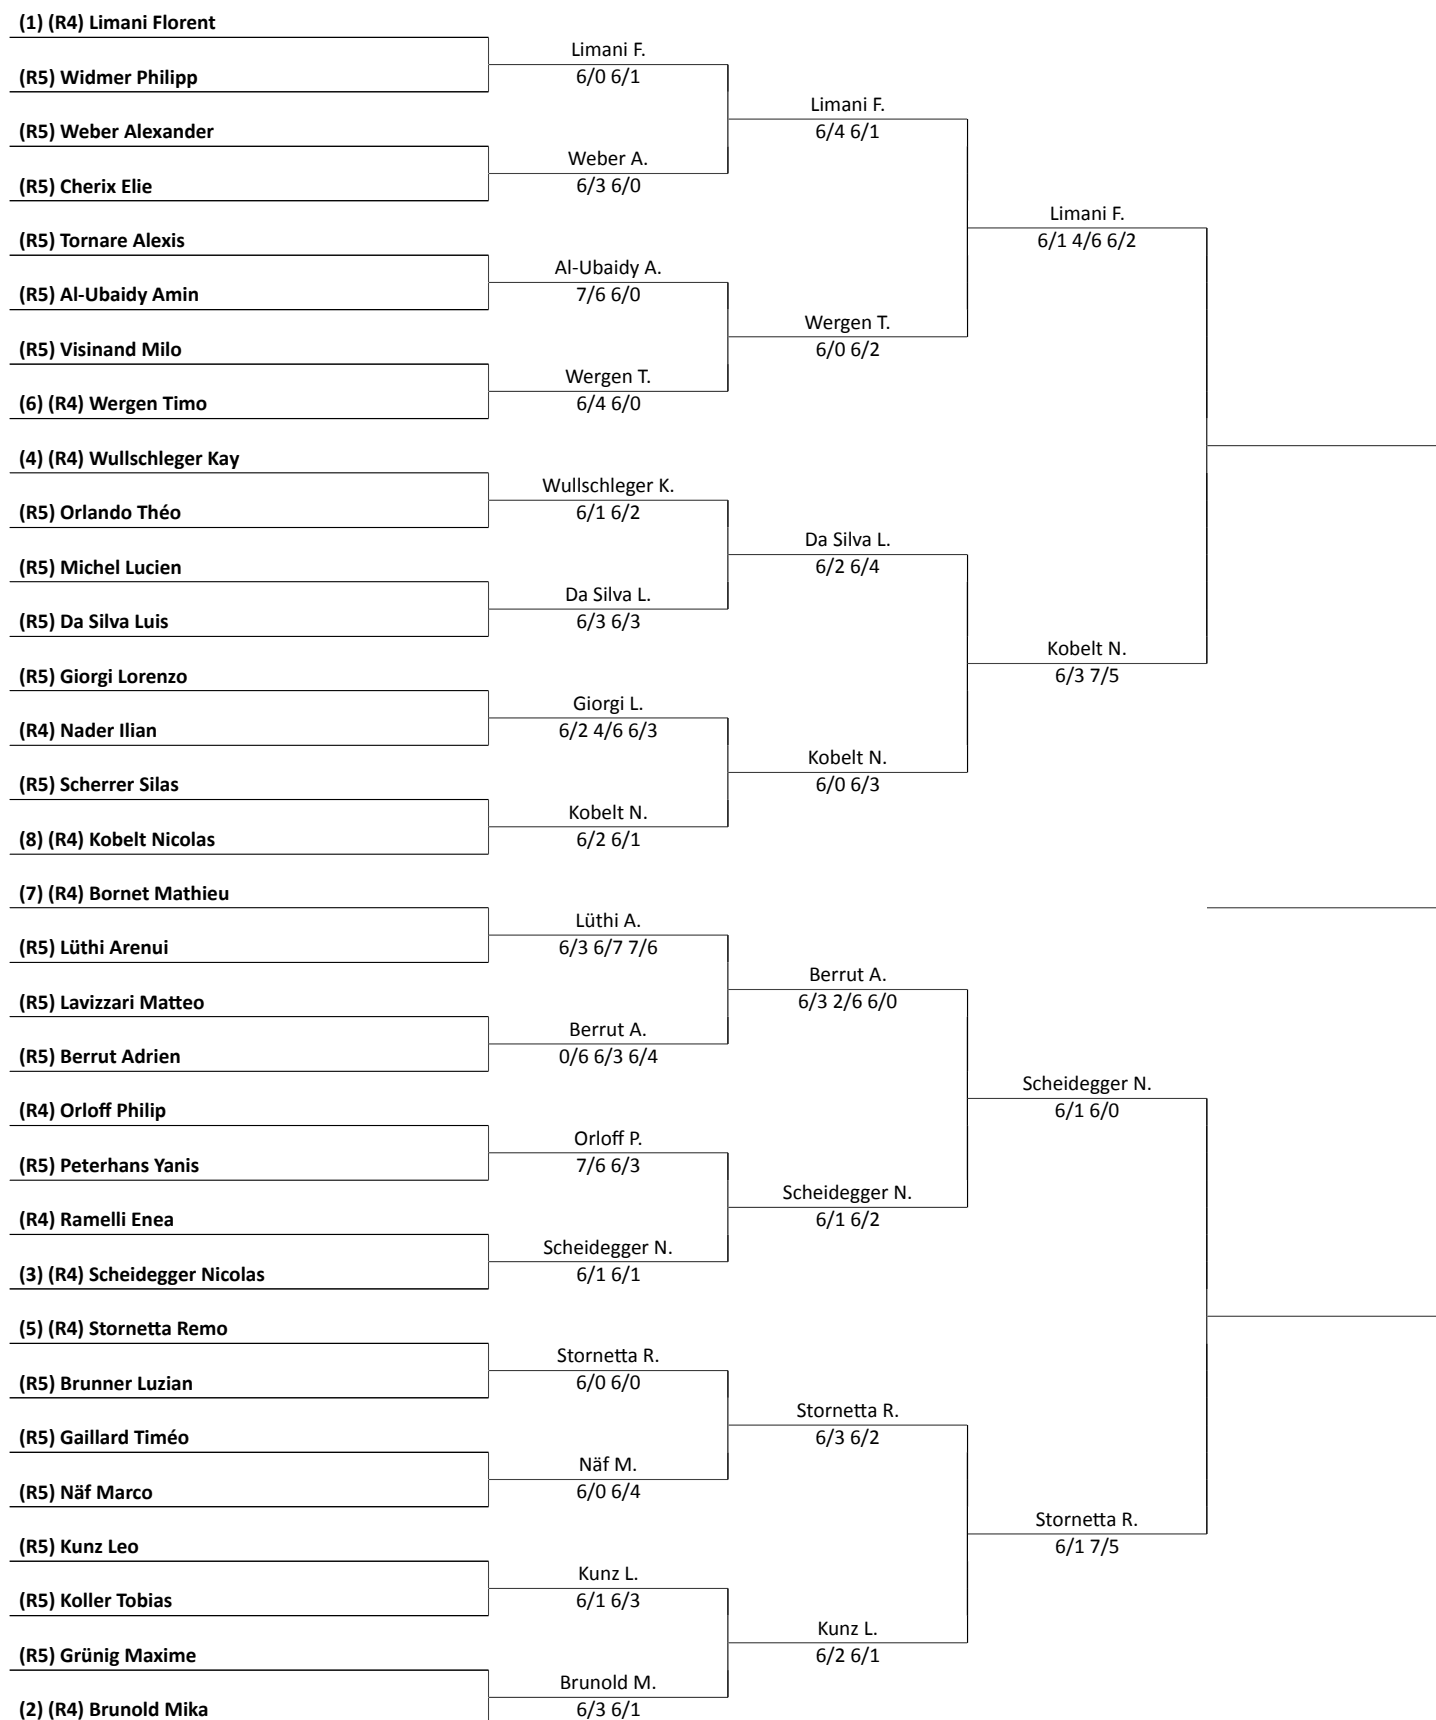 (1) (R4) Limani Florent
Limani F.
(R5) Widmer Philipp
6/0 6/1
Limani F.
(R5) Weber Alexander
6/4 6/1
Weber A.
(R5) Cherix Elie
6/3 6/0
Limani F.
(R5) Tornare Alexis
6/1 4/6 6/2
Al-Ubaidy A.
(R5) Al-Ubaidy Amin
7/6 6/0
Wergen T.
(R5) Visinand Milo
6/0 6/2
Wergen T.
(6) (R4) Wergen Timo
6/4 6/0
(4) (R4) Wullschleger Kay
Wullschleger K.
(R5) Orlando Théo
6/1 6/2
Da Silva L.
(R5) Michel Lucien
6/2 6/4
Da Silva L.
(R5) Da Silva Luis
6/3 6/3
Kobelt N.
(R5) Giorgi Lorenzo
6/3 7/5
Giorgi L.
(R4) Nader Ilian
6/2 4/6 6/3
Kobelt N.
(R5) Scherrer Silas
6/0 6/3
Kobelt N.
(8) (R4) Kobelt Nicolas
6/2 6/1
(7) (R4) Bornet Mathieu
Lüthi A.
(R5) Lüthi Arenui
6/3 6/7 7/6
Berrut A.
(R5) Lavizzari Matteo
6/3 2/6 6/0
Berrut A.
(R5) Berrut Adrien
0/6 6/3 6/4
Scheidegger N.
(R4) Orloff Philip
6/1 6/0
Orloff P.
(R5) Peterhans Yanis
7/6 6/3
Scheidegger N.
(R4) Ramelli Enea
6/1 6/2
Scheidegger N.
(3) (R4) Scheidegger Nicolas
6/1 6/1
(5) (R4) Stornetta Remo
Stornetta R.
(R5) Brunner Luzian
6/0 6/0
Stornetta R.
(R5) Gaillard Timéo
6/3 6/2
Näf M.
(R5) Näf Marco
6/0 6/4
Stornetta R.
(R5) Kunz Leo
6/1 7/5
Kunz L.
(R5) Koller Tobias
6/1 6/3
Kunz L.
(R5) Grünig Maxime
6/2 6/1
Brunold M.
(2) (R4) Brunold Mika
6/3 6/1